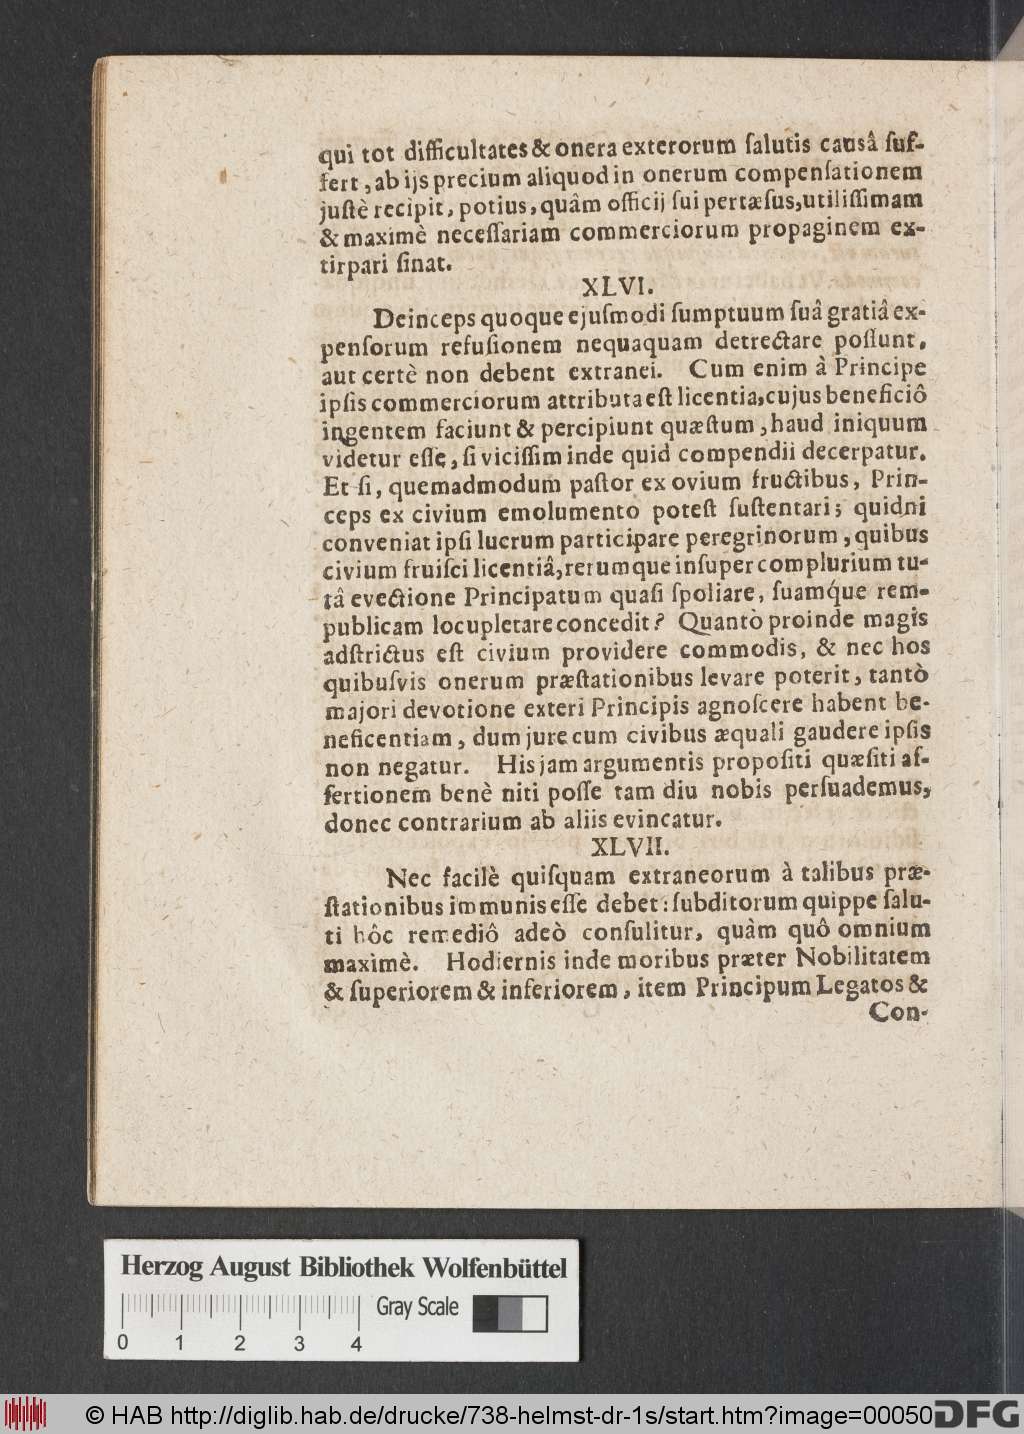 qui tot difficultates & onera exterorum ſalutis cauſâ ſuf-
fert, ab ijs precium aliquod in onerum compenſationem
juſtè recipit, potius, quâm officij ſui pertæſus, utiliſſimam
& maximè neceſſariam commerciorum propaginem ex-
tirpari ſinat.
XLVI.
Deinceps quoque ejuſmodi ſumptuum ſuâ gratiâ ex-
penſorum refuſionem nequaquam detrectare poſſunt,
aut certè non debent extranei. Cum enim à Principe
ipſis commerciorum attributa eſt licentia, cujus beneficiô
ingentem faciunt & percipiunt quæſtum, haud iniquum
videtur eſſe, ſi viciſſim inde quid compendii decerpatur.
Et ſi, quemadmodum paſtor ex ovium fructibus, Prin-
ceps ex civium emolumento poteſt ſuſtentari; quidni
conveniat ipſi lucrum participare peregrinorum, quibus
civium fruiſci licentiâ, rerumque inſuper complurium tu-
tâ evectione Principatum quaſi ſpoliare, ſuamq́ue rem-
publicam locupletare concedit? Quantò proinde magis
adſtrictus eſt civium providere commodis, & nec hos
quibuſvis onerum præſtationibus levare poterit, tantò
majori devotione exteri Principis agnoſcere habent be-
neficentiam, dum jure cum civibus æquali gaudere ipſis
non negatur. His jam argumentis propoſiti quæſiti aſ-
ſertionem benè niti poſſe tam diu nobis perſuademus,
donec contrarium ab aliis evincatur.
XLVII.
Nec facilè quiſquam extraneorum à talibus præ-
ſtationibus immunis eſſe debet: ſubditorum quippe ſalu-
ti hôc remediô adeò conſulitur, quàm quô omnium
maximè. Hodiernis inde moribus præter Nobilitatem
& ſuperiorem & inferiorem, item Principum Legatos &
Con-
Herzog August Bibliothek Wolfenbüttel
Gray Scale
0 1 2 3 4
© HAB http://diglib.hab.de/drucke/738-helmst-dr-1s/start.htm?image=00050
DFG